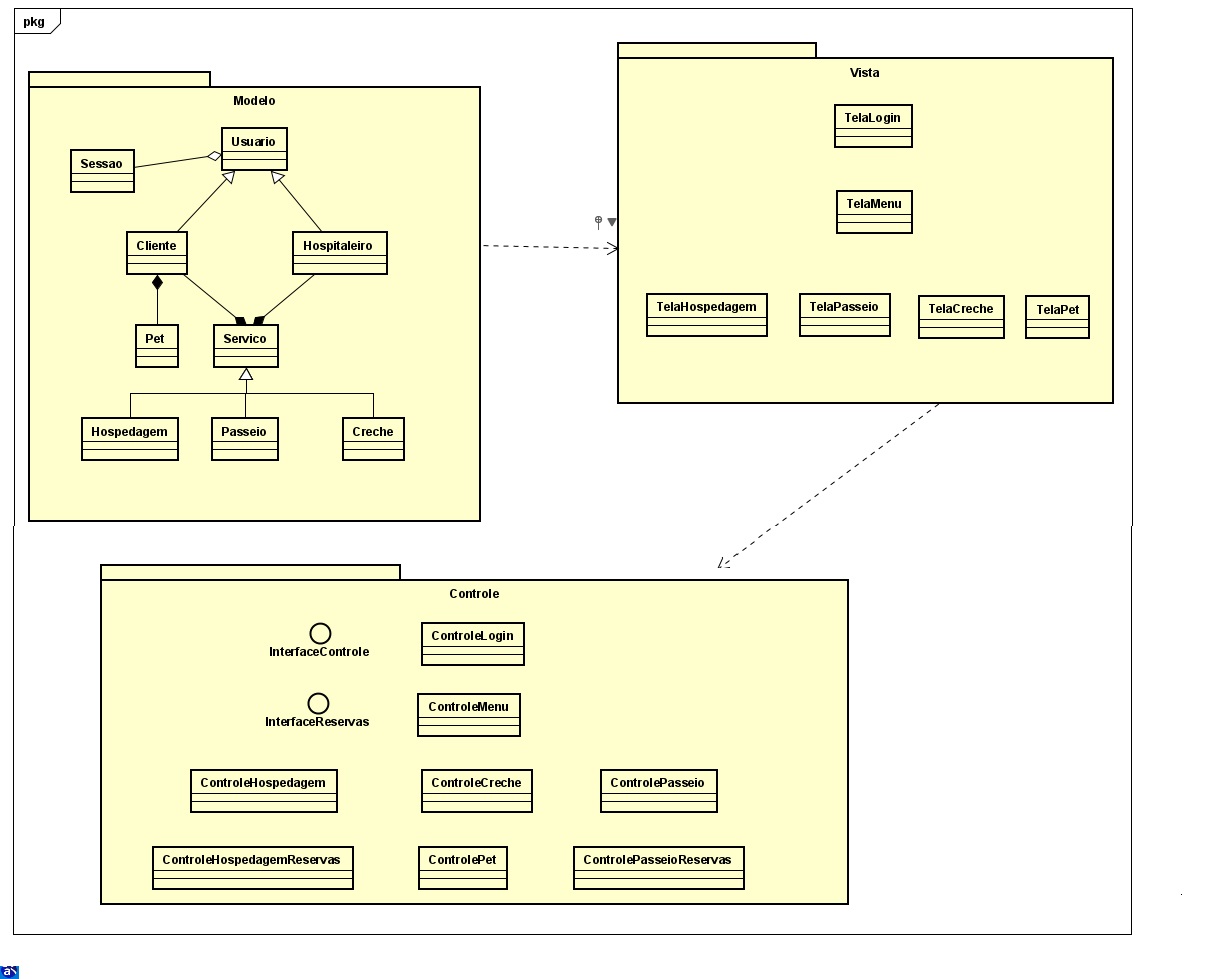 pkg
Modelo
Usuario
Sessao
Cliente
Hospitaleiro
Pet
Servico
Hospedagem
Passeio
Creche
Vista
TelaLogin
TelaMenu
TelaHospedagem
TelaPasseio
TelaCreche
TelaPet
Controle
InterfaceControle
ControleLogin
InterfaceReservas
ControleMenu
ControleHospedagem
ControleCreche
ControlePasseio
ControleHospedagemReservas
ControlePet
ControlePasseioReservas
a